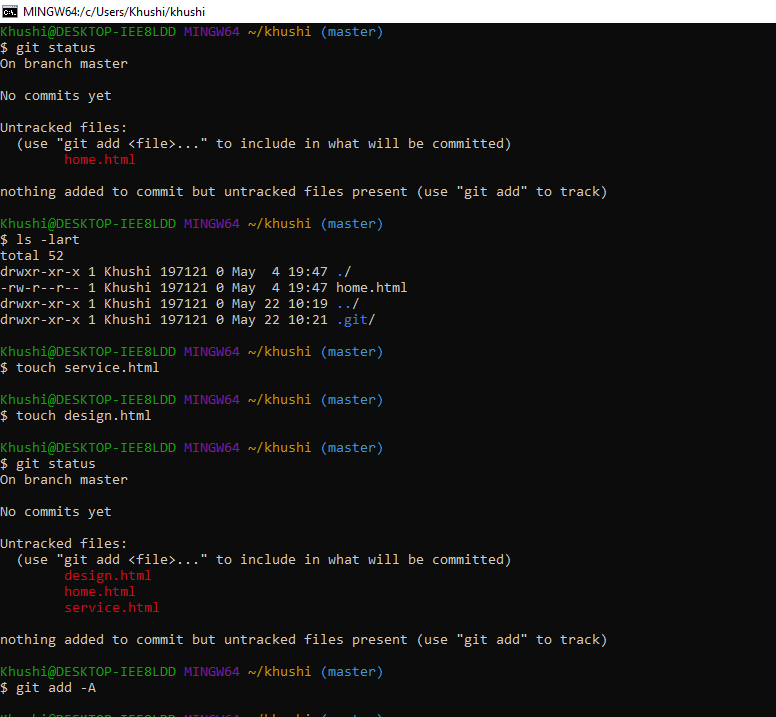 MINGW64:/c/Users/Khushi/khushi
Khushi@DESKTOP-IEE8LDD MINGW64 ~/khushi (master)
$ git status
On branch master
No commits yet
Untracked files:
  (use "git add <file>..." to include in what will be committed)
        home.html
nothing added to commit but untracked files present (use "git add" to track)
Khushi@DESKTOP-IEE8LDD MINGW64 ~/khushi (master)
$ ls -lart
total 52
drwxr-xr-x 1 Khushi 197121 0 May  4 19:47 ./
-rw-r--r-- 1 Khushi 197121 0 May  4 19:47 home.html
drwxr-xr-x 1 Khushi 197121 0 May 22 10:19 ../
drwxr-xr-x 1 Khushi 197121 0 May 22 10:21 .git/
Khushi@DESKTOP-IEE8LDD MINGW64 ~/khushi (master)
$ touch service.html
Khushi@DESKTOP-IEE8LDD MINGW64 ~/khushi (master)
$ touch design.html
Khushi@DESKTOP-IEE8LDD MINGW64 ~/khushi (master)
$ git status
On branch master
No commits yet
Untracked files:
  (use "git add <file>..." to include in what will be committed)
        design.html
        home.html
        service.html
nothing added to commit but untracked files present (use "git add" to track)
Khushi@DESKTOP-IEE8LDD MINGW64 ~/khushi (master)
$ git add -A